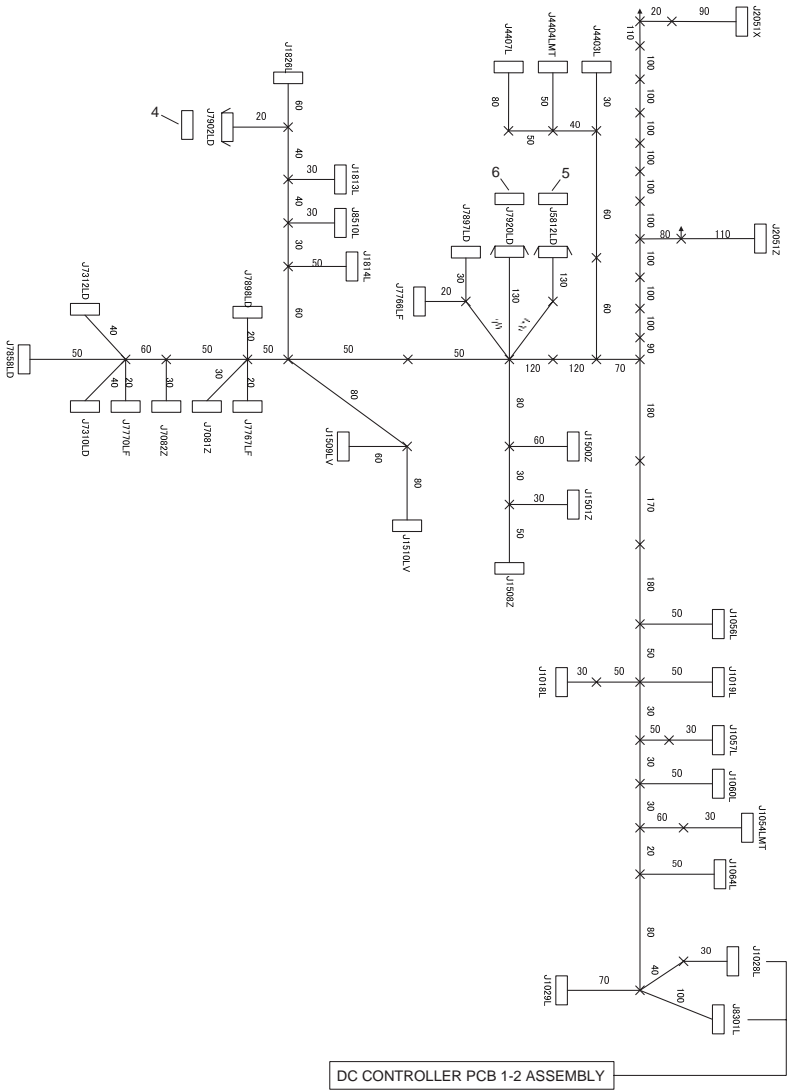 20
90
J2051X
110
100
100
100
100
100
100
80
110
J2051Z
100
100
100
90
J4407L
J4404LMT
J4403L
80
50
30
50
40
60
60
J1826L
60
4
J7902LD
20
40
30
J1813L
40
30
J8510L
30
50
J1814L
60
6
5
J7897LD
J7920LD
J5812LD
30
130
130
20
J7766LF
J7312LD
J7898LD
40
20
J7858LD
50
60
50
50
50
50
120
120
70
40
20
30
30
20
J7310LD
J7770LF
J7082Z
J7081Z
J7767LF
80
J1509LV
60
80
J1510LV
80
60
J1500Z
30
30
J1501Z
50
J1508Z
180
170
180
50
J1056L
50
J1018L
30
50
50
J1019L
30
50
30
J1057L
30
50
J1060L
30
60
30
J1054LMT
20
50
J1064L
80
30
J1028L
40
J1029L
70
100
J8301L
DC CONTROLLER PCB 1-2 ASSEMBLY